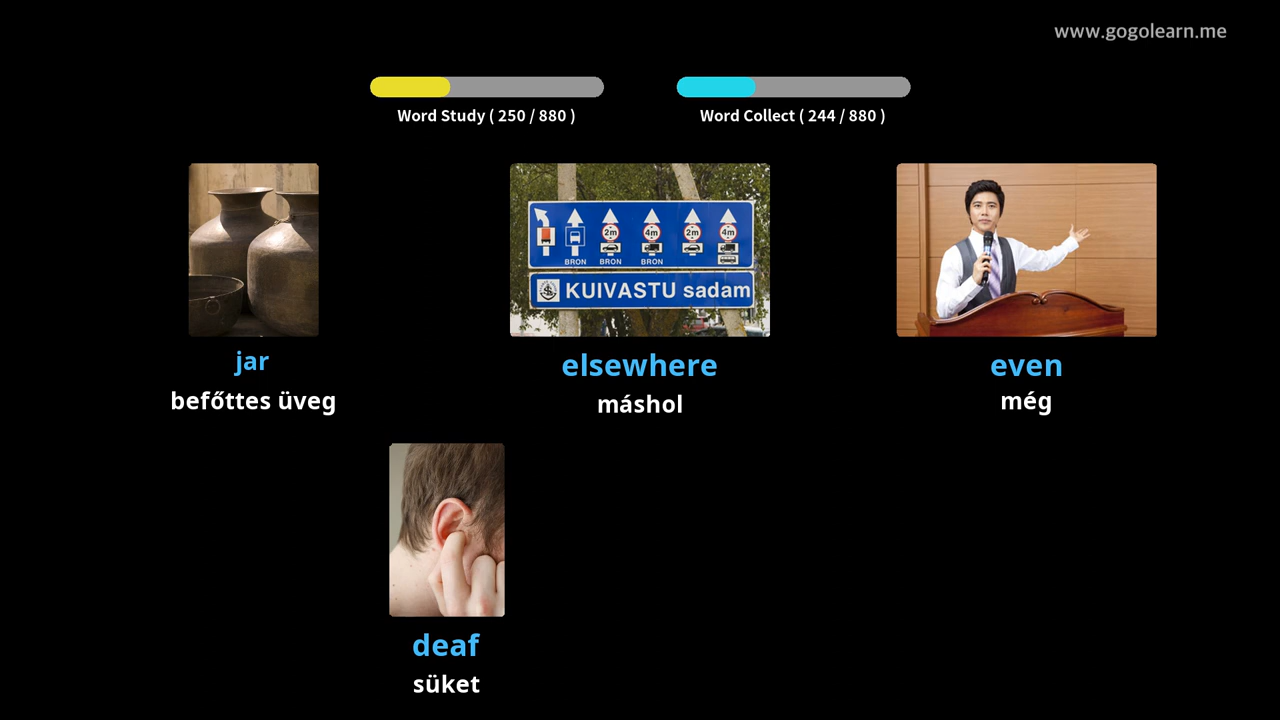 www.gogolearn.me
Word Study ( 250 / 880 )
Word Collect ( 244 / 880 )
2m
4m
2m
4m
BRON
BRON
BRON
KUIVASTU sadam
jar
befőttes üveg
elsewhere
máshol
even
még
deaf
süket